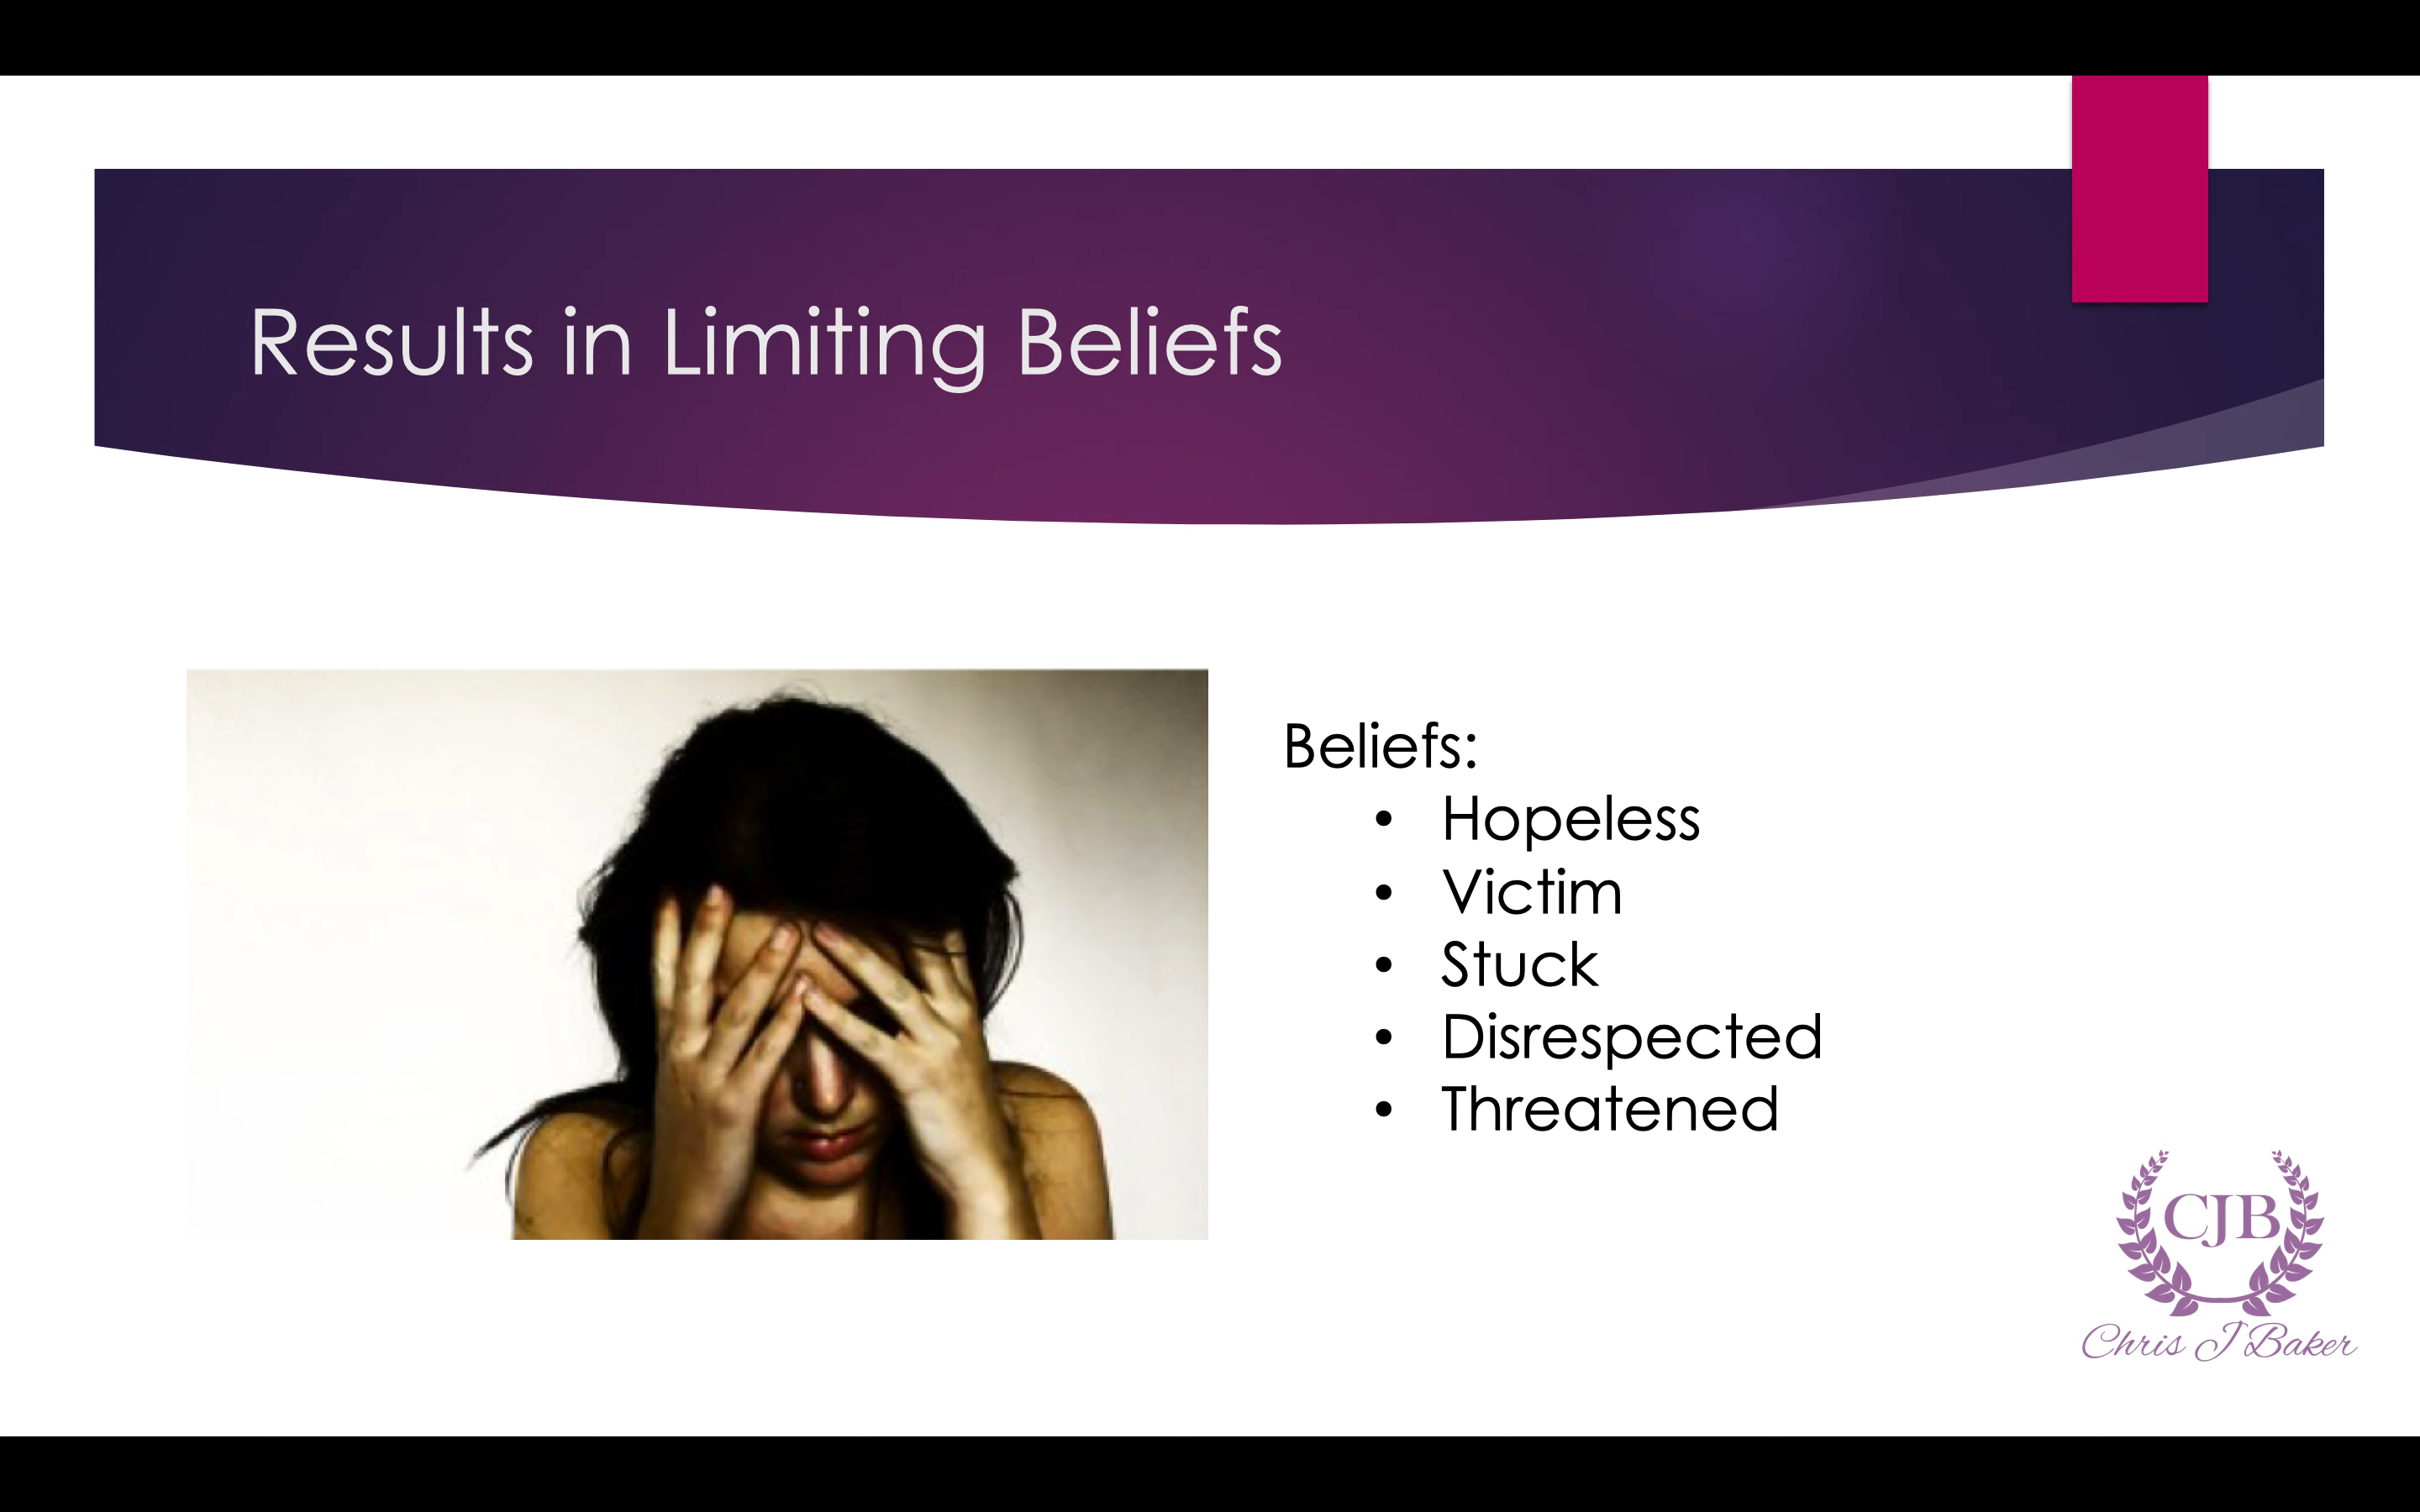 Results in Limiting Beliefs
Beliefs:
• Hopeless
• Victim
• Stuck
• Disrespected
• Threatened
CJB
Chris J Baker